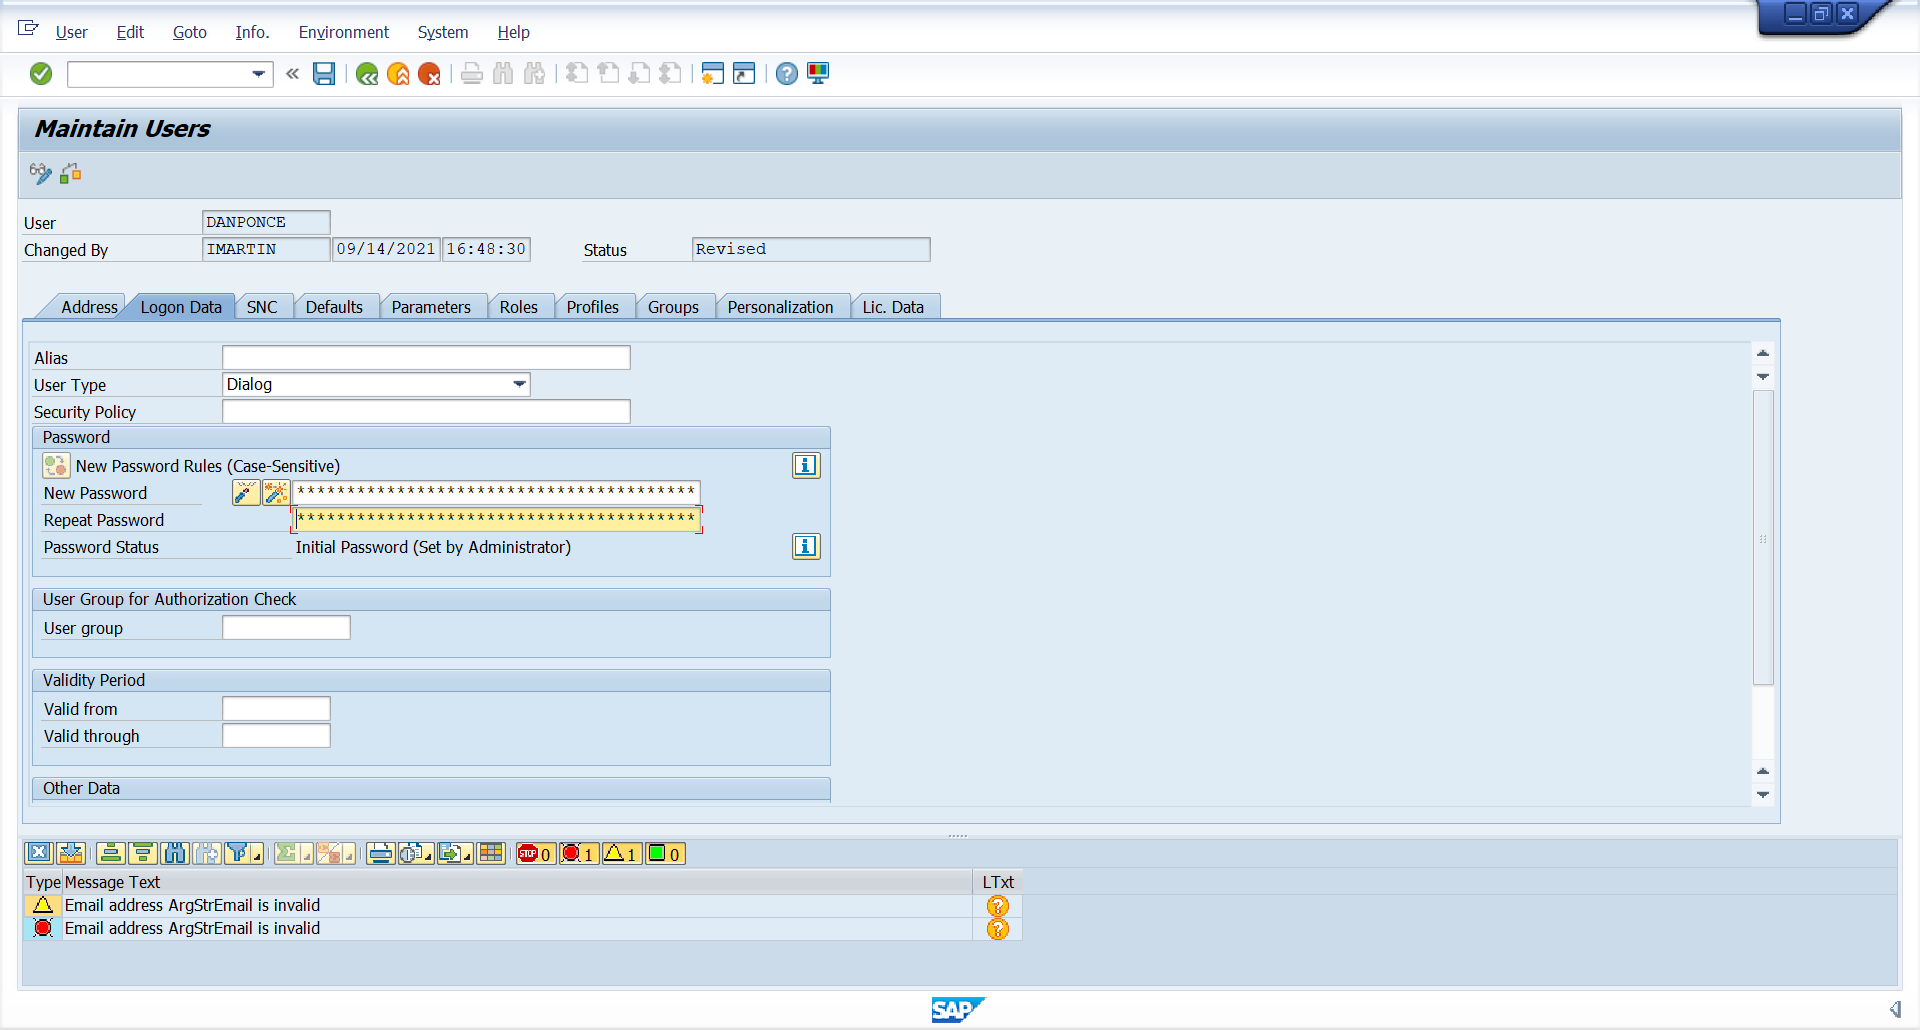 User Edit Goto Info. Environment System Help
Maintain Users
User DANPONCE
Changed By IMARTIN 09/14/2021 16:48:30 Status Revised
Address Logon Data SNC Defaults Parameters Roles Profiles Groups Personalization Lic. Data
Alias
User Type Dialog
Security Policy
Password
New Password Rules (Case-Sensitive)
New Password ****************************************
Repeat Password ****************************************
Password Status Initial Password (Set by Administrator)
User Group for Authorization Check
User group
Validity Period
Valid from
Valid through
Other Data
STOP 0 1 1 0
Type Message Text LTxt
Email address ArgStrEmail is invalid
Email address ArgStrEmail is invalid
SAP